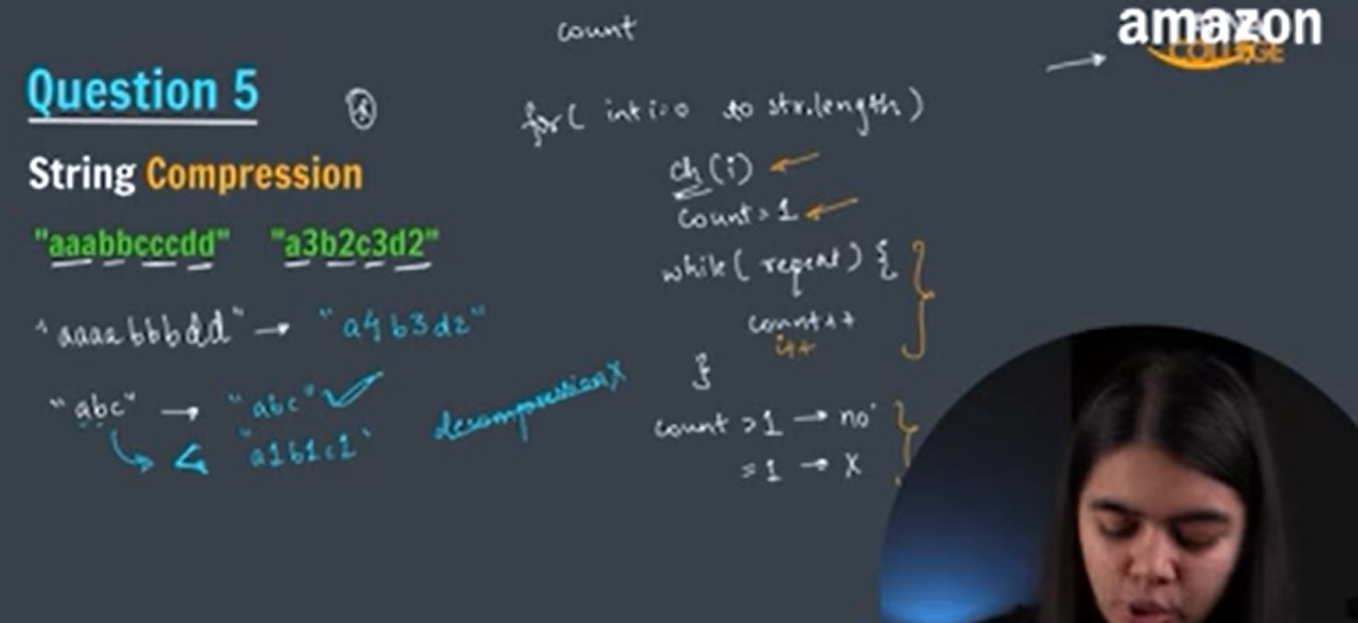 count
amazon
COLLEGE
Question 5
for ( int i=0 to str.length )
String Compression
ch(i)
count = 1
"aaabbcccdd" "a3b2c3d2"
while ( repeat ) {
"aaaabbbdd" → "a4b3d2"
count++
i++
}
"abc" → "abc" ✓
decompression X
count > 1 → no
= 1 → X
< "a1b1c1"